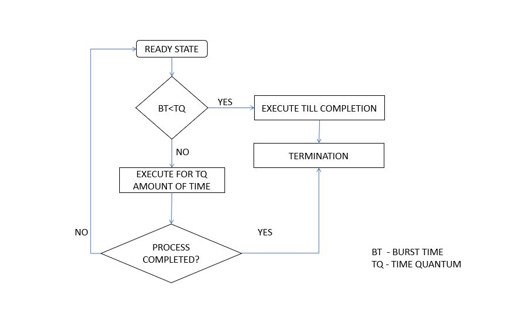 READY STATE
BT<TQ
YES
EXECUTE TILL COMPLETION
NO
TERMINATION
EXECUTE FOR TQ
AMOUNT OF TIME
NO
PROCESS
COMPLETED?
YES
BT - BURST TIME
TQ - TIME QUANTUM